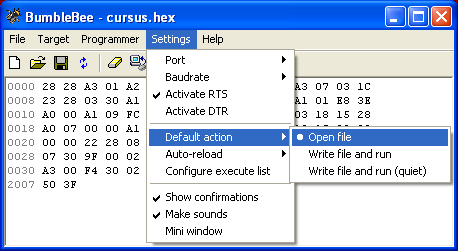 BumbleBee - cursus.hex
File Target Programmer Settings Help
Port
Baudrate
Activate RTS
Activate DTR
Default action
Auto-reload
Configure execute list
Show confirmations
Make sounds
Mini window
Open file
Write file and run
Write file and run (quiet)
0000 28 28 A3 01 A2 A3 07 03 1C
0008 23 03 30 A1 A1 01 E8 3E
0010 00 A1 09 FC 03 18 15 28
0018 A0 07 00 00 A1
0020 00 00 22 28 08
0028 07 30 9F 00 02
0030 A3 00 F4 30 02
2007 50 3F